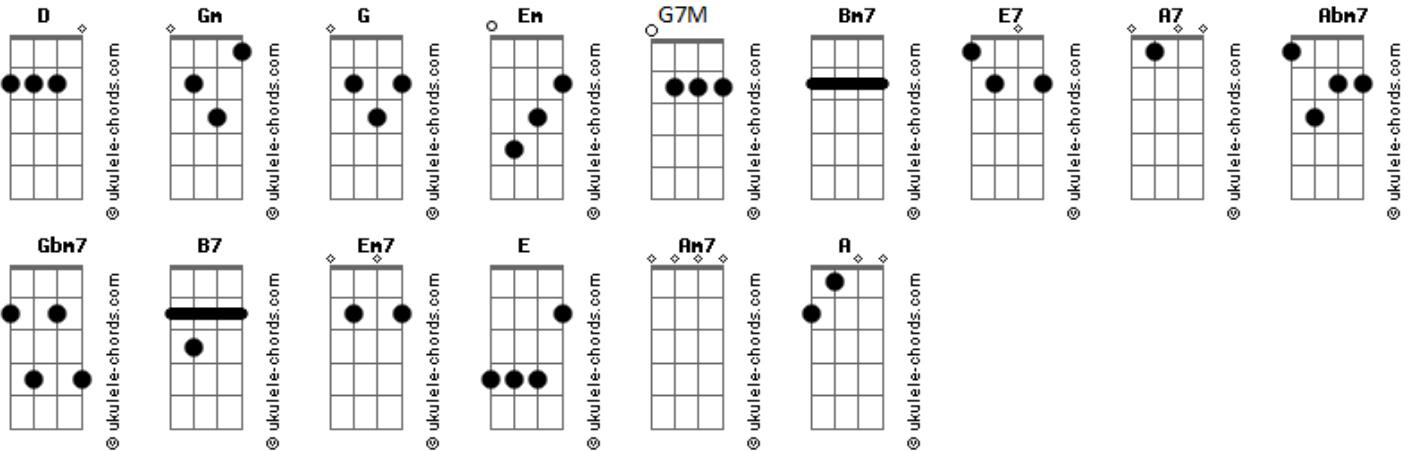 D Gm G Em G7M Bm7 E7 A7 Abm7
© ukulele-chords.com © ukulele-chords.com © ukulele-chords.com © ukulele-chords.com © ukulele-chords.com © ukulele-chords.com © ukulele-chords.com © ukulele-chords.com © ukulele-chords.com
Gbm7 B7 Em7 E Am7 A
© ukulele-chords.com © ukulele-chords.com © ukulele-chords.com © ukulele-chords.com © ukulele-chords.com © ukulele-chords.com